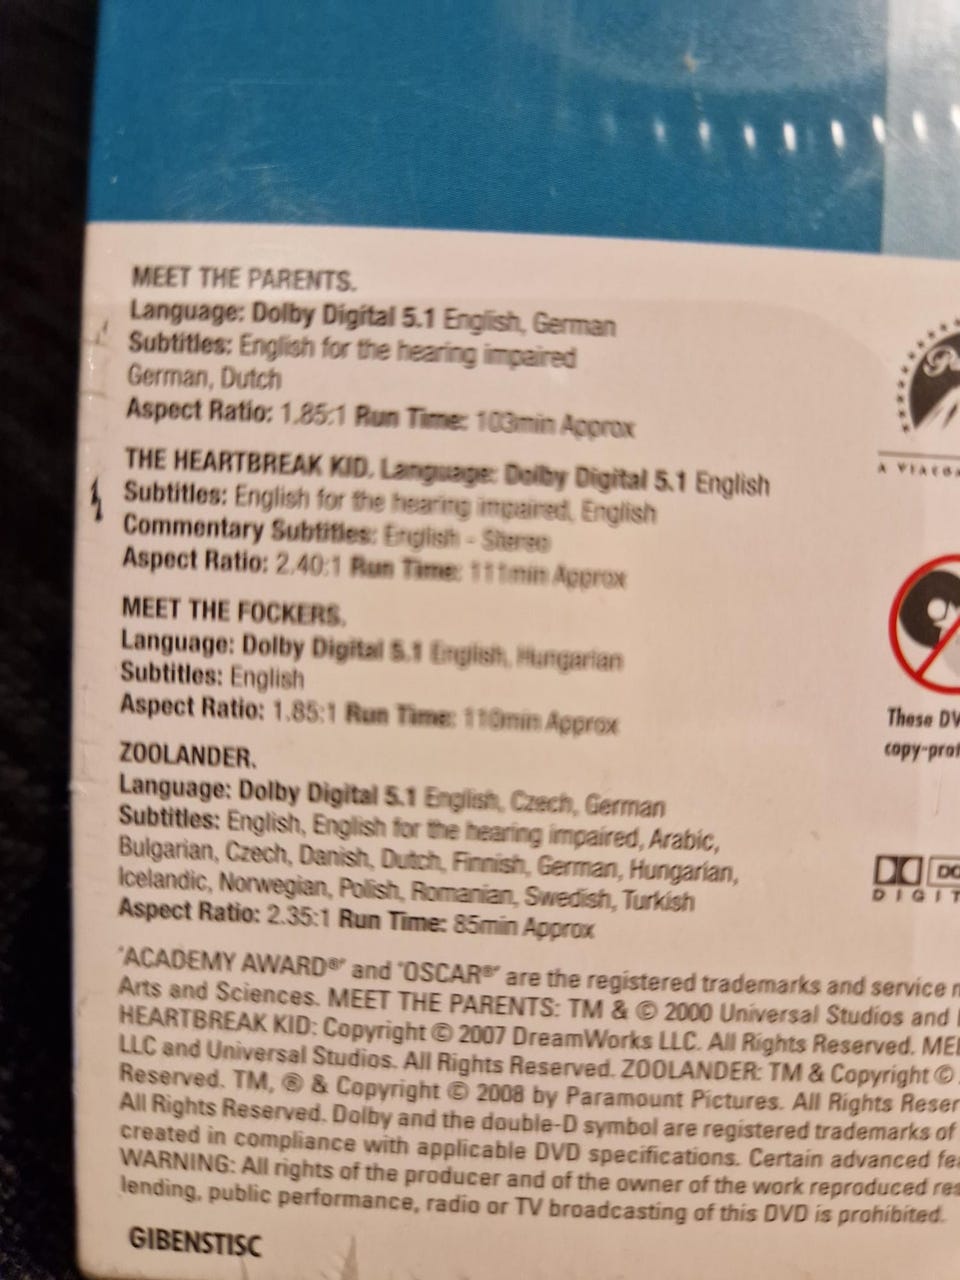 MEET THE PARENTS.
Language: Dolby Digital 5.1 English, German
Subtitles: English for the hearing impaired
German, Dutch
Aspect Ratio: 1.85:1 Run Time: 103min Approx
THE HEARTBREAK KID. Language: Dolby Digital 5.1 English
Subtitles: English for the hearing impaired, English
Commentary Subtitles: English - Stereo
Aspect Ratio: 2.40:1 Run Time: 111min Approx
MEET THE FOCKERS.
Language: Dolby Digital 5.1 English, Hungarian
Subtitles: English
Aspect Ratio: 1.85:1 Run Time: 110min Approx
ZOOLANDER.
Language: Dolby Digital 5.1 English, Czech, German
Subtitles: English, English for the hearing impaired, Arabic,
Bulgarian, Czech, Danish, Dutch, Finnish, German, Hungarian,
Icelandic, Norwegian, Polish, Romanian, Swedish, Turkish
Aspect Ratio: 2.35:1 Run Time: 85min Approx
"ACADEMY AWARD®" and "OSCAR®" are the registered trademarks and service
Arts and Sciences. MEET THE PARENTS: TM & © 2000 Universal Studios and
HEARTBREAK KID: Copyright © 2007 DreamWorks LLC. All Rights Reserved.
LLC and Universal Studios. All Rights Reserved. ZOOLANDER: TM & Copyright ©
Reserved. TM, ® & Copyright © 2008 by Paramount Pictures. All Rights Reser
All Rights Reserved. Dolby and the double-D symbol are registered trademarks of
created in compliance with applicable DVD specifications. Certain advanced fe
WARNING: All rights of the producer and of the owner of the work reproduced res
lending, public performance, radio or TV broadcasting of this DVD is prohibited.
GIBENSTISC
A VIACO
These DV
copy-pro
DIGIT